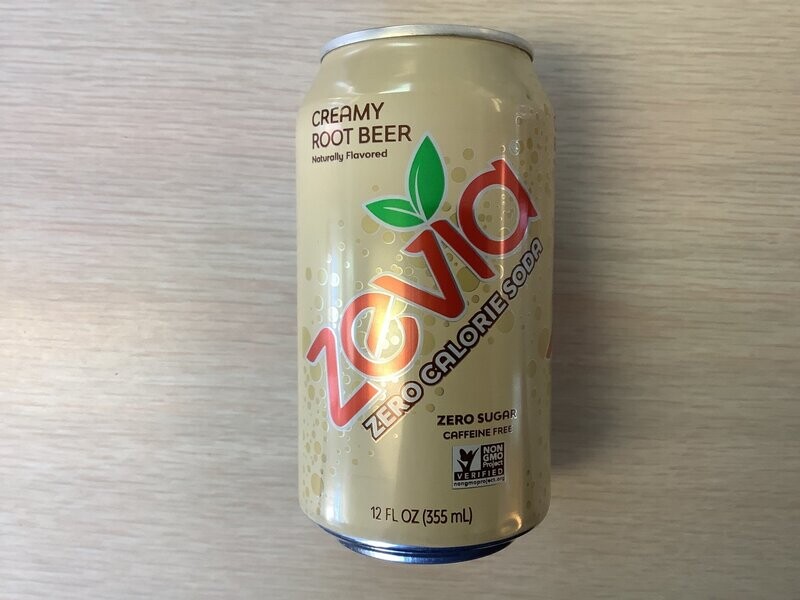 CREAMY
ROOT BEER
Naturally Flavored
zevia
ZERO CALORIE SODA
ZERO SUGAR
CAFFEINE FREE
NON
GMO
Project
VERIFIED
nongmoproject.org
12 FL OZ (355 mL)